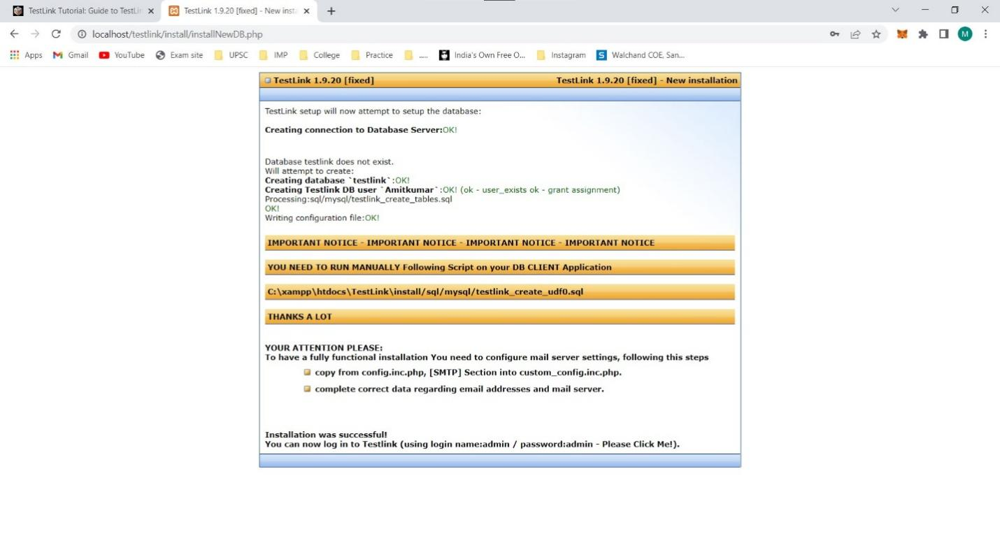 TestLink Tutorial: Guide to TestLin
TestLink 1.9.20 [fixed] - New insta
localhost/testlink/install/installNewDB.php
M
Apps
Gmail
YouTube
Exam site
UPSC
IMP
College
Practice
.....
India's Own Free O...
Instagram
S
Walchand COE, San...
TestLink 1.9.20 [fixed]
TestLink 1.9.20 [fixed] - New installation
TestLink setup will now attempt to setup the database:
Creating connection to Database Server:OK!
Database testlink does not exist.
Will attempt to create:
Creating database `testlink`:OK!
Creating Testlink DB user `Amitkumar`:OK! (ok - user_exists ok - grant assignment)
Processing:sql/mysql/testlink_create_tables.sql
OK!
Writing configuration file:OK!
IMPORTANT NOTICE - IMPORTANT NOTICE - IMPORTANT NOTICE - IMPORTANT NOTICE
YOU NEED TO RUN MANUALLY Following Script on your DB CLIENT Application
C:\xampp\htdocs\TestLink\install/sql/mysql/testlink_create_udf0.sql
THANKS A LOT
YOUR ATTENTION PLEASE:
To have a fully functional installation You need to configure mail server settings, following this steps
copy from config.inc.php, [SMTP] Section into custom_config.inc.php.
complete correct data regarding email addresses and mail server.
Installation was successful!
You can now log in to Testlink (using login name:admin / password:admin - Please Click Me!).